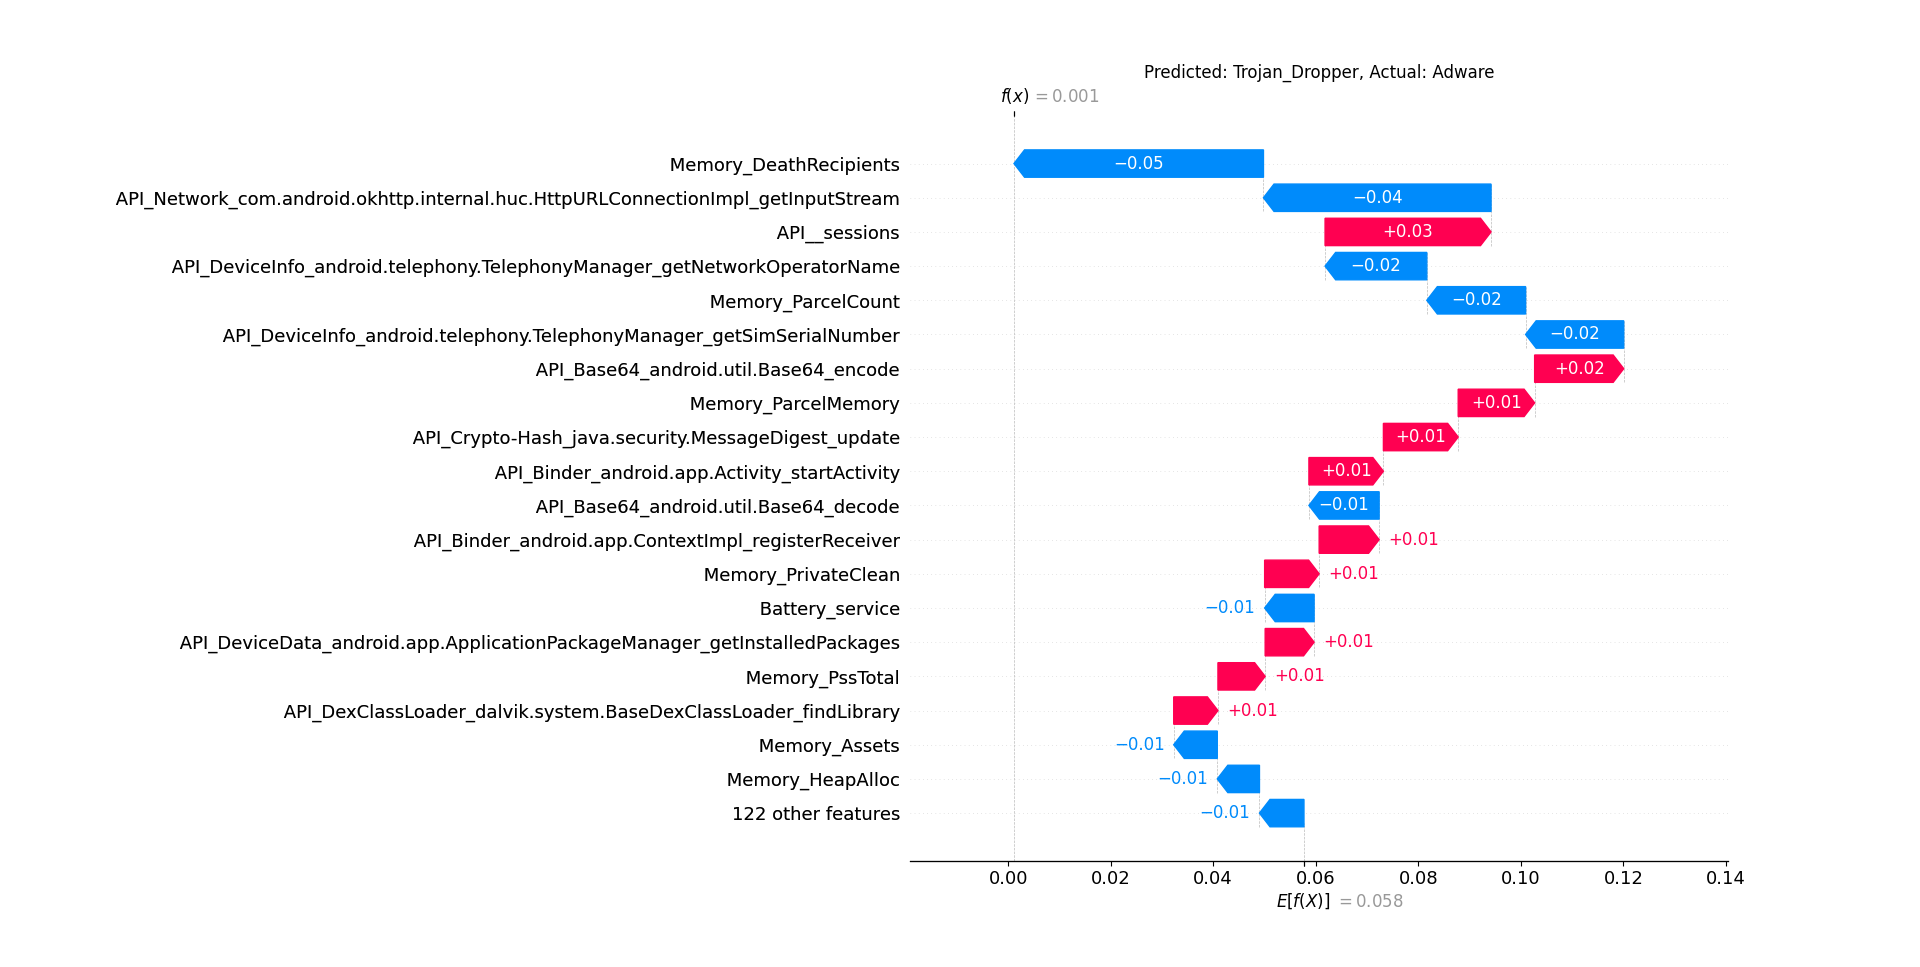 Predicted: Trojan_Dropper, Actual: Adware
f(x) = 0.001
Memory_DeathRecipients −0.05
API_Network_com.android.okhttp.internal.huc.HttpURLConnectionImpl_getInputStream −0.04
API__sessions +0.03
API_DeviceInfo_android.telephony.TelephonyManager_getNetworkOperatorName −0.02
Memory_ParcelCount −0.02
API_DeviceInfo_android.telephony.TelephonyManager_getSimSerialNumber −0.02
API_Base64_android.util.Base64_encode +0.02
Memory_ParcelMemory +0.01
API_Crypto-Hash_java.security.MessageDigest_update +0.01
API_Binder_android.app.Activity_startActivity +0.01
API_Base64_android.util.Base64_decode −0.01
API_Binder_android.app.ContextImpl_registerReceiver +0.01
Memory_PrivateClean +0.01
Battery_service −0.01
API_DeviceData_android.app.ApplicationPackageManager_getInstalledPackages +0.01
Memory_PssTotal +0.01
API_DexClassLoader_dalvik.system.BaseDexClassLoader_findLibrary +0.01
Memory_Assets −0.01
Memory_HeapAlloc −0.01
122 other features −0.01
0.00 0.02 0.04 0.06 0.08 0.10 0.12 0.14
E[f(X)] = 0.058